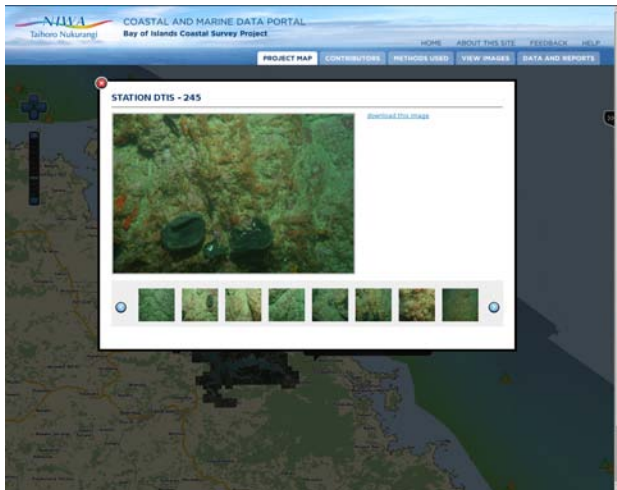 NIWA
Taihoro Nukurangi
COASTAL AND MARINE DATA PORTAL
Bay of Islands Coastal Survey Project
HOME ABOUT THIS SITE FEEDBACK HELP
PROJECT MAP CONTRIBUTORS METHODS USED VIEW IMAGES DATA AND REPORTS
STATION DTIS - 245
download this image